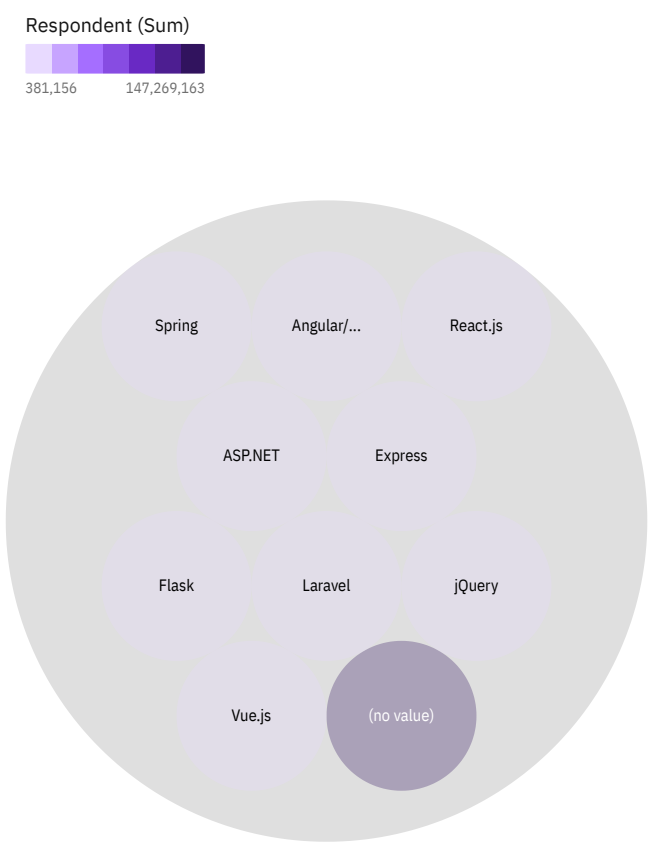 Respondent (Sum)
381,156 147,269,163
Spring Angular/... React.js
ASP.NET Express
Flask Laravel jQuery
Vue.js (no value)